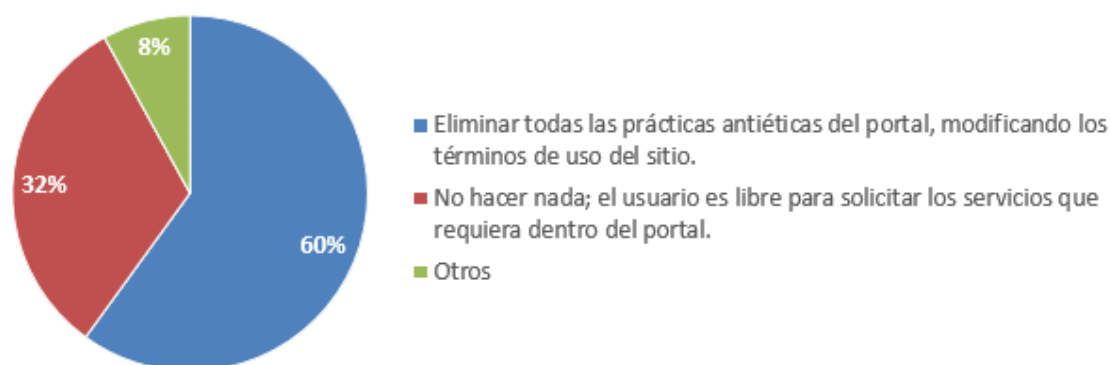 8%
32%
60%
Eliminar todas las prácticas antiéticas del portal, modificando los
términos de uso del sitio.
No hacer nada; el usuario es libre para solicitar los servicios que
requiera dentro del portal.
Otros